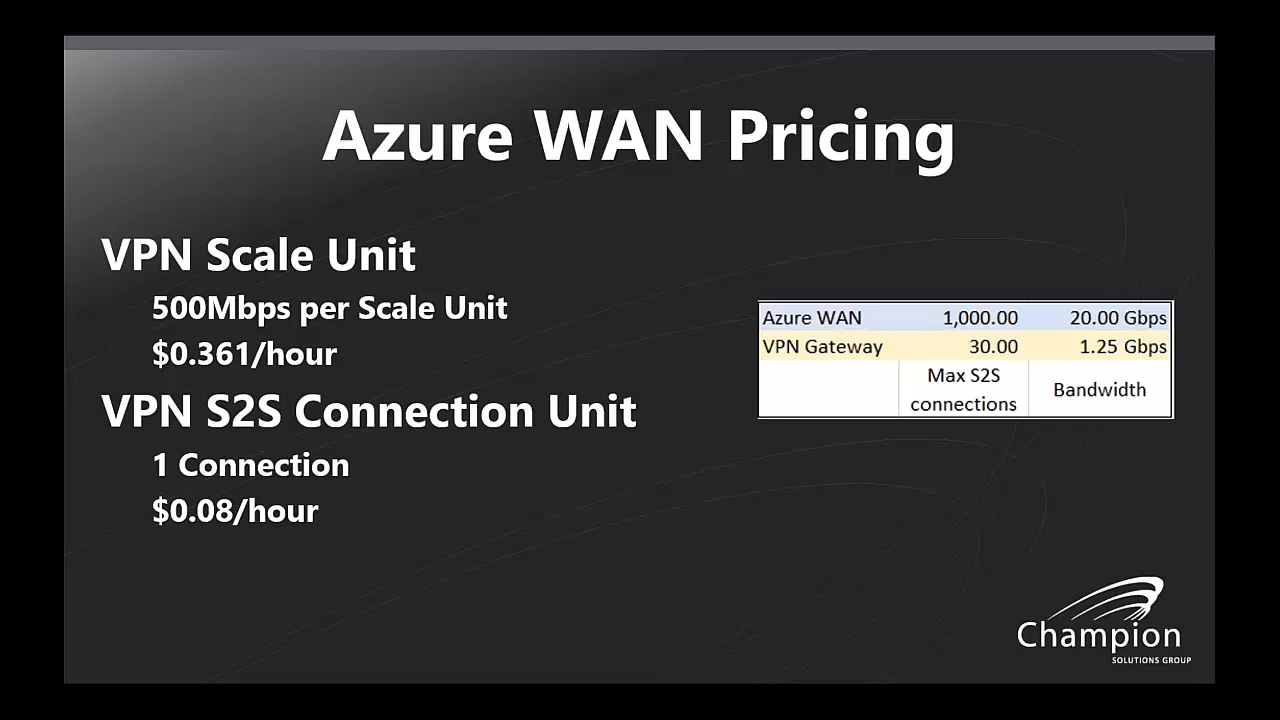 Azure WAN Pricing
VPN Scale Unit
500Mbps per Scale Unit
$0.361/hour
VPN S2S Connection Unit
1 Connection
$0.08/hour
Azure WAN 1,000.00 20.00 Gbps
VPN Gateway 30.00 1.25 Gbps
Max S2S
connections Bandwidth
Champion
SOLUTIONS GROUP